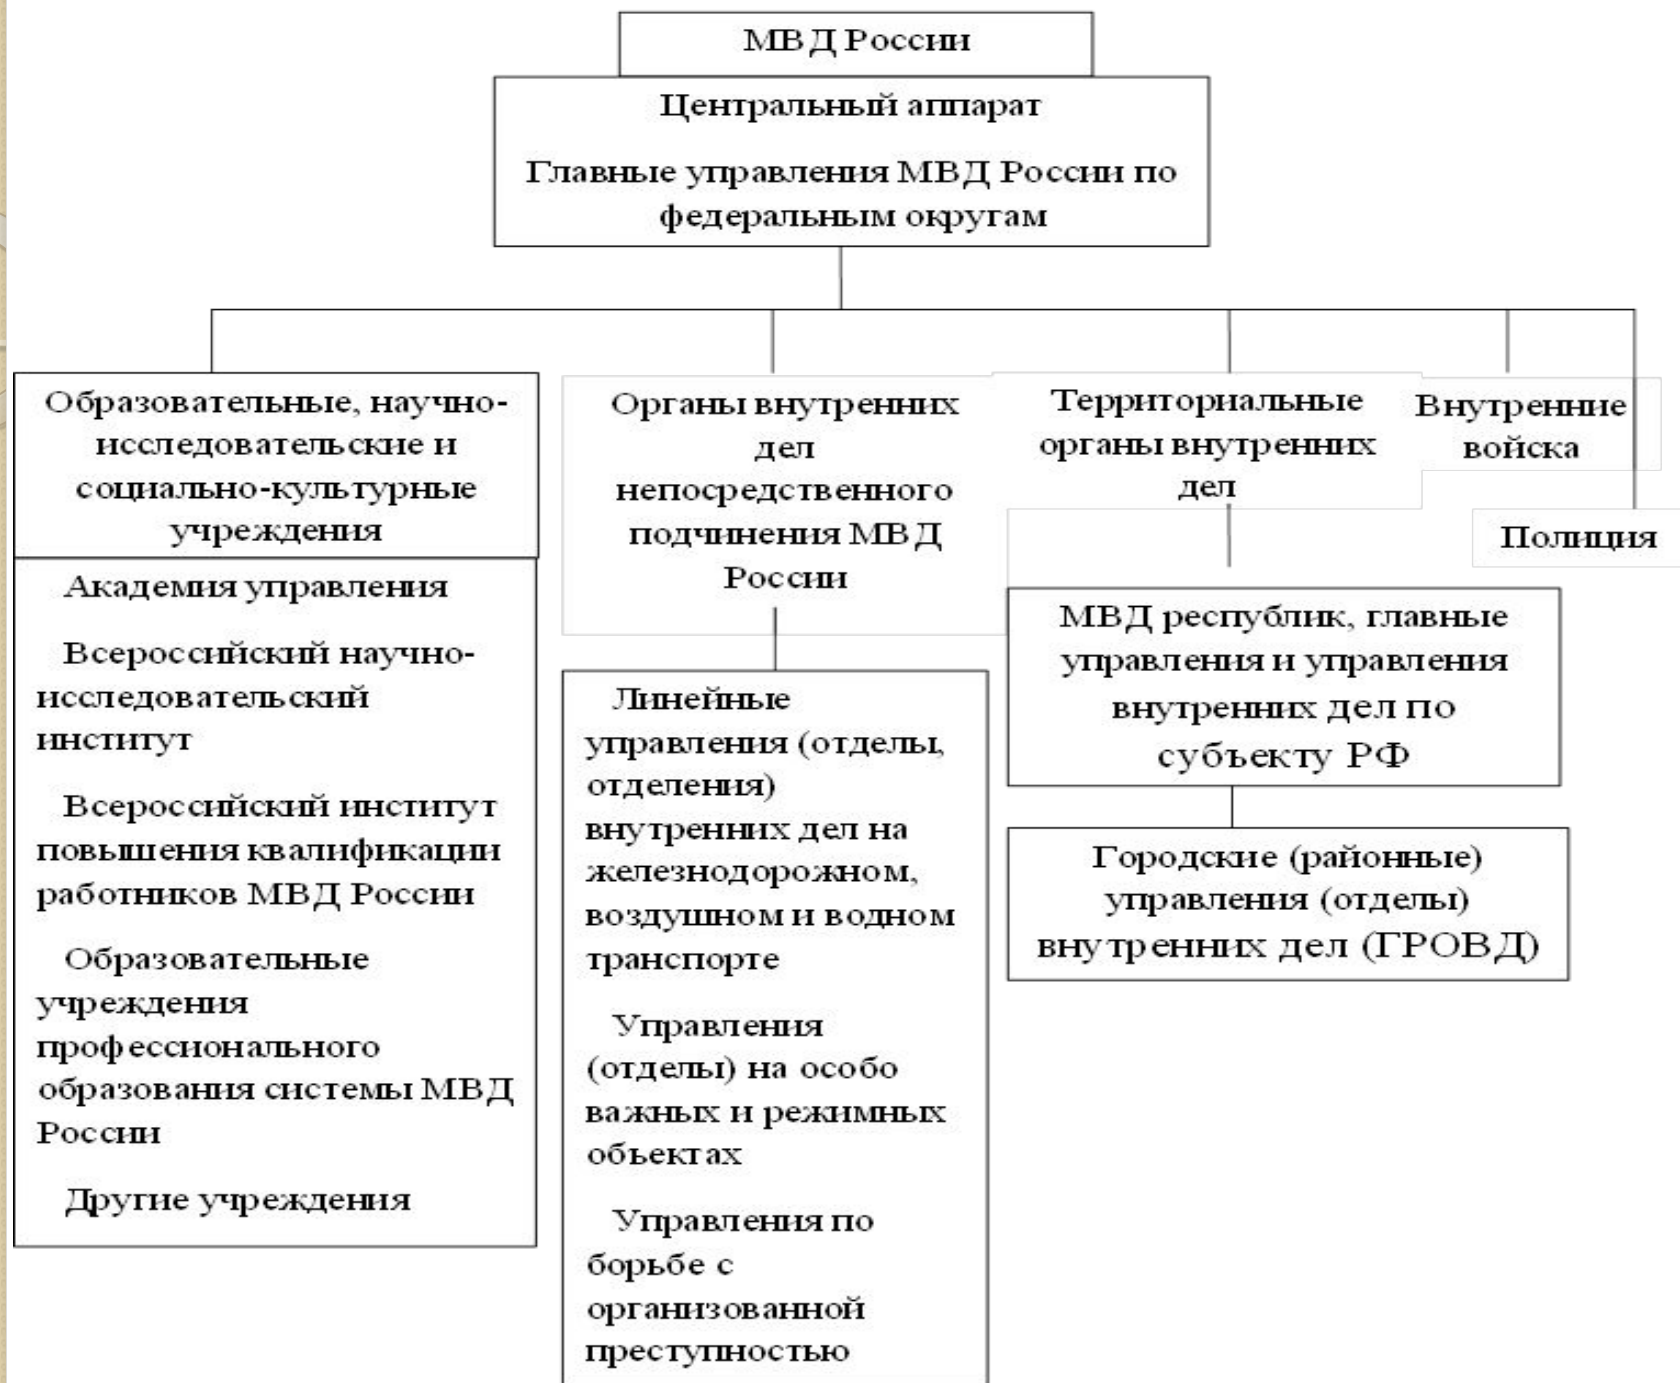 МВД России
Центральный аппарат
Главные управления МВД России по
федеральным округам
Образовательные, научно-
исследовательские и
социально-культурные
учреждения
Академия управления
Всероссийский научно-
исследовательский
институт
Всероссийский институт
повышения квалификации
работников МВД России
Образовательные
учреждения
профессионального
образования системы МВД
России
Другие учреждения
Органы внутренних
дел
непосредственного
подчинения МВД
России
Линейные
управления (отделы,
отделения)
внутренних дел на
железнодорожном,
воздушном и водном
транспорте
Управления
(отделы) на особо
важных и режимных
обьектах
Управления по
борьбе с
организованной
преступностью
Территориальные
органы внутренних
дел
МВД республик, главные
управления и управления
внутренних дел по
субъекту РФ
Городские (районные)
управления (отделы)
внутренних дел (ГРОВД)
Внутренние
войска
Полиция